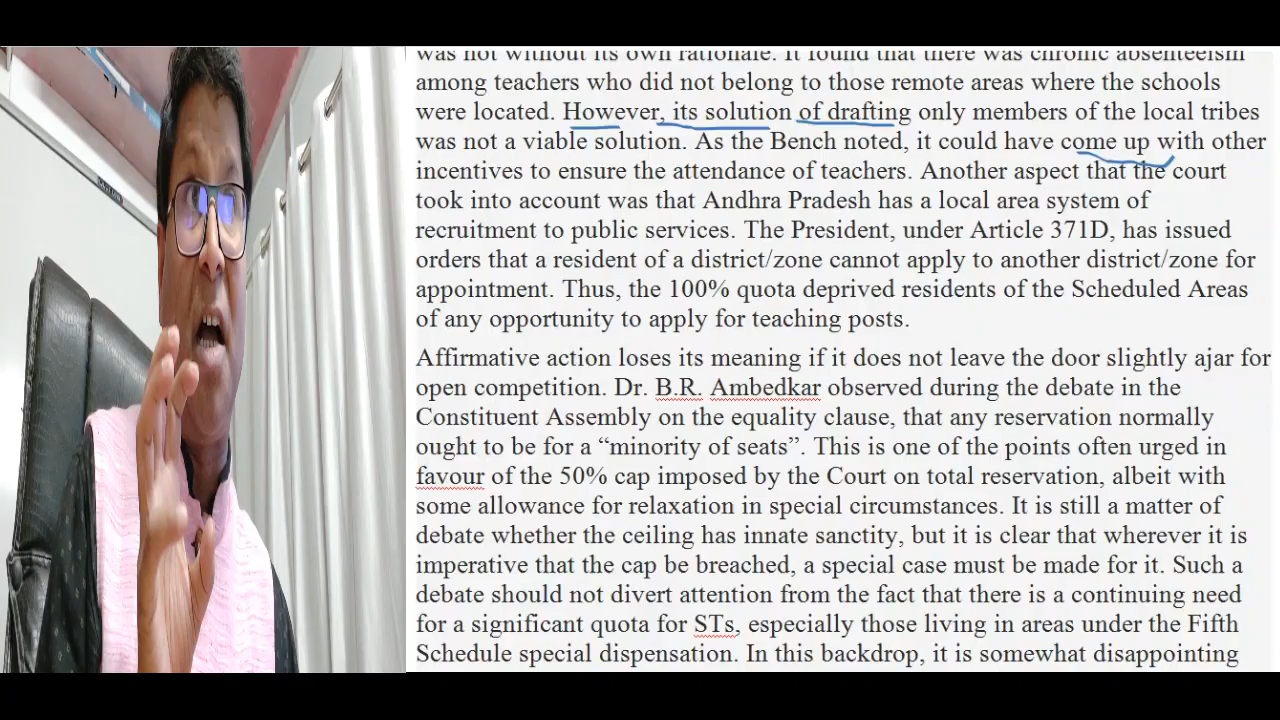 was not without its own rationale. It found that there was chronic absenteeism
among teachers who did not belong to those remote areas where the schools
were located. However, its solution of drafting only members of the local tribes
was not a viable solution. As the Bench noted, it could have come up with other
incentives to ensure the attendance of teachers. Another aspect that the court
took into account was that Andhra Pradesh has a local area system of
recruitment to public services. The President, under Article 371D, has issued
orders that a resident of a district/zone cannot apply to another district/zone for
appointment. Thus, the 100% quota deprived residents of the Scheduled Areas
of any opportunity to apply for teaching posts.
Affirmative action loses its meaning if it does not leave the door slightly ajar for
open competition. Dr. B.R. Ambedkar observed during the debate in the
Constituent Assembly on the equality clause, that any reservation normally
ought to be for a “minority of seats”. This is one of the points often urged in
favour of the 50% cap imposed by the Court on total reservation, albeit with
some allowance for relaxation in special circumstances. It is still a matter of
debate whether the ceiling has innate sanctity, but it is clear that wherever it is
imperative that the cap be breached, a special case must be made for it. Such a
debate should not divert attention from the fact that there is a continuing need
for a significant quota for STs, especially those living in areas under the Fifth
Schedule special dispensation. In this backdrop, it is somewhat disappointing